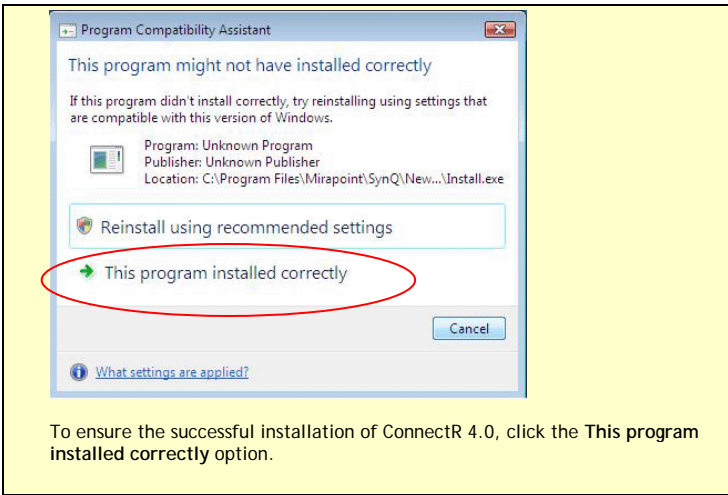 Program Compatibility Assistant
This program might not have installed correctly
If this program didn't install correctly, try reinstalling using settings that
are compatible with this version of Windows.
Program: Unknown Program
Publisher: Unknown Publisher
Location: C:\Program Files\Mirapoint\SynQ\New...\Install.exe
Reinstall using recommended settings
This program installed correctly
Cancel
What settings are applied?
To ensure the successful installation of ConnectR 4.0, click the This program
installed correctly option.